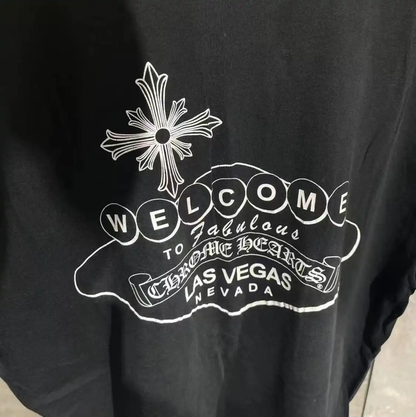 WELCOME
TO Fabulous
CHROME HEARTS
LAS VEGAS
NEVADA